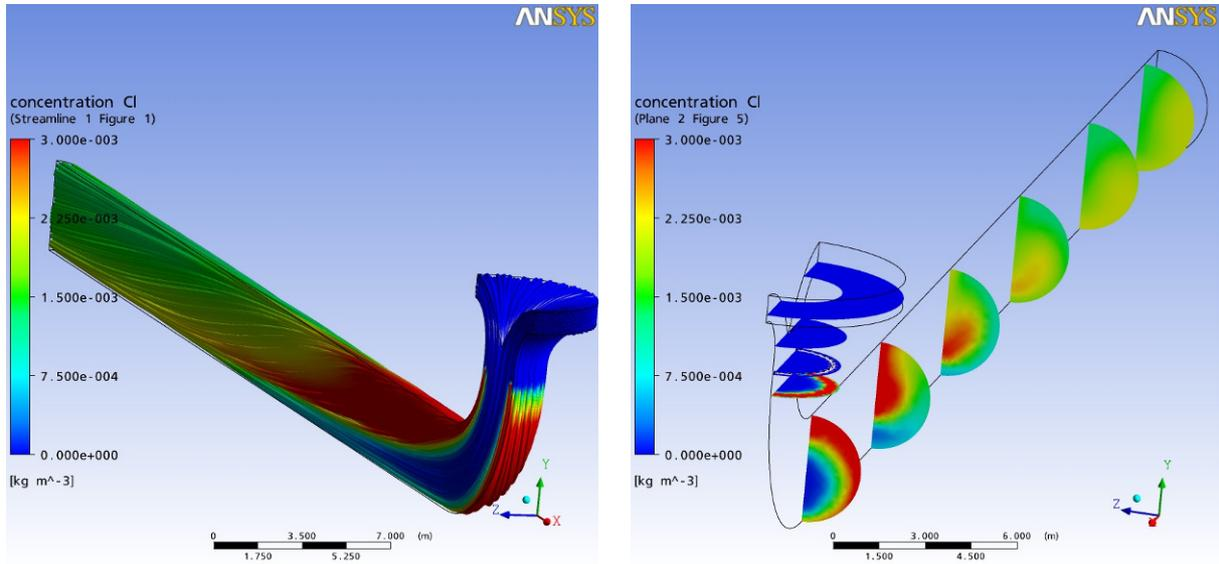 ANSYS
concentration Cl
(Streamline 1 Figure 1)
3.000e-003
2.250e-003
1.500e-003
7.500e-004
0.000e+000
[kg m^-3]
Y
Z
X
0 3.500 7.000 (m)
1.750 5.250
ANSYS
concentration Cl
(Plane 2 Figure 5)
3.000e-003
2.250e-003
1.500e-003
7.500e-004
0.000e+000
[kg m^-3]
Y
Z
0 3.000 6.000 (m)
1.500 4.500